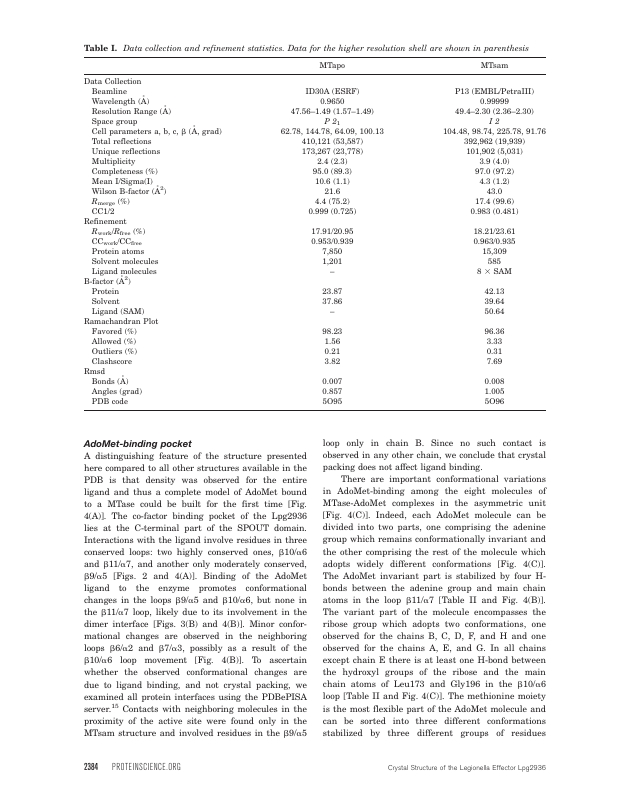 Table I. Data collection and refinement statistics. Data for the higher resolution shell are shown in parenthesis
MTapo MTsam
Data Collection
Beamline ID30A (ESRF) P13 (EMBL/PetraIII)
Wavelength (Å) 0.9650 0.99999
Resolution Range (Å) 47.56–1.49 (1.57–1.49) 49.4–2.30 (2.36–2.30)
Space group P 2₁ I 2
Cell parameters a, b, c, β (Å, grad) 62.78, 144.78, 64.09, 100.13 104.48, 98.74, 225.78, 91.76
Total reflections 410,121 (53,587) 392,962 (19,939)
Unique reflections 173,267 (23,778) 101,902 (5,031)
Multiplicity 2.4 (2.3) 3.9 (4.0)
Completeness (%) 95.0 (89.3) 97.0 (97.2)
Mean I/Sigma(I) 10.6 (1.1) 4.3 (1.2)
Wilson B-factor (Å²) 21.6 43.0
Rmerge (%) 4.4 (75.2) 17.4 (99.6)
CC1/2 0.999 (0.725) 0.983 (0.481)
Refinement
Rwork/Rfree (%) 17.91/20.95 18.21/23.61
CCwork/CCfree 0.953/0.939 0.963/0.935
Protein atoms 7,850 15,309
Solvent molecules 1,201 585
Ligand molecules – 8 × SAM
B-factor (Å²)
Protein 23.87 42.13
Solvent 37.86 39.64
Ligand (SAM) – 50.64
Ramachandran Plot
Favored (%) 98.23 96.36
Allowed (%) 1.56 3.33
Outliers (%) 0.21 0.31
Clashscore 3.82 7.69
Rmsd
Bonds (Å) 0.007 0.008
Angles (grad) 0.857 1.005
PDB code 5O95 5O96
AdoMet-binding pocket
A distinguishing feature of the structure presented
here compared to all other structures available in the
PDB is that density was observed for the entire
ligand and thus a complete model of AdoMet bound
to a MTase could be built for the first time [Fig.
4(A)]. The co-factor binding pocket of the Lpg2936
lies at the C-terminal part of the SPOUT domain.
Interactions with the ligand involve residues in three
conserved loops: two highly conserved ones, β10/α6
and β11/α7, and another only moderately conserved,
β9/α5 [Figs. 2 and 4(A)]. Binding of the AdoMet
ligand to the enzyme promotes conformational
changes in the loops β9/α5 and β10/α6, but none in
the β11/α7 loop, likely due to its involvement in the
dimer interface [Figs. 3(B) and 4(B)]. Minor confor-
mational changes are observed in the neighboring
loops β6/α2 and β7/α3, possibly as a result of the
β10/α6 loop movement [Fig. 4(B)]. To ascertain
whether the observed conformational changes are
due to ligand binding, and not crystal packing, we
examined all protein interfaces using the PDBePISA
server.¹⁵ Contacts with neighboring molecules in the
proximity of the active site were found only in the
MTsam structure and involved residues in the β9/α5
loop only in chain B. Since no such contact is
observed in any other chain, we conclude that crystal
packing does not affect ligand binding.
There are important conformational variations
in AdoMet-binding among the eight molecules of
MTase-AdoMet complexes in the asymmetric unit
[Fig. 4(C)]. Indeed, each AdoMet molecule can be
divided into two parts, one comprising the adenine
group which remains conformationally invariant and
the other comprising the rest of the molecule which
adopts widely different conformations [Fig. 4(C)].
The AdoMet invariant part is stabilized by four H-
bonds between the adenine group and main chain
atoms in the loop β11/α7 [Table II and Fig. 4(B)].
The variant part of the molecule encompasses the
ribose group which adopts two conformations, one
observed for the chains B, C, D, F, and H and one
observed for the chains A, E, and G. In all chains
except chain E there is at least one H-bond between
the hydroxyl groups of the ribose and the main
chain atoms of Leu173 and Gly196 in the β10/α6
loop [Table II and Fig. 4(C)]. The methionine moiety
is the most flexible part of the AdoMet molecule and
can be sorted into three different conformations
stabilized by three different groups of residues
2384 PROTEINSCIENCE.ORG Crystal Structure of the Legionella Effector Lpg2936